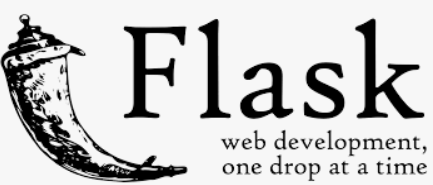 Flask
web development,
one drop at a time